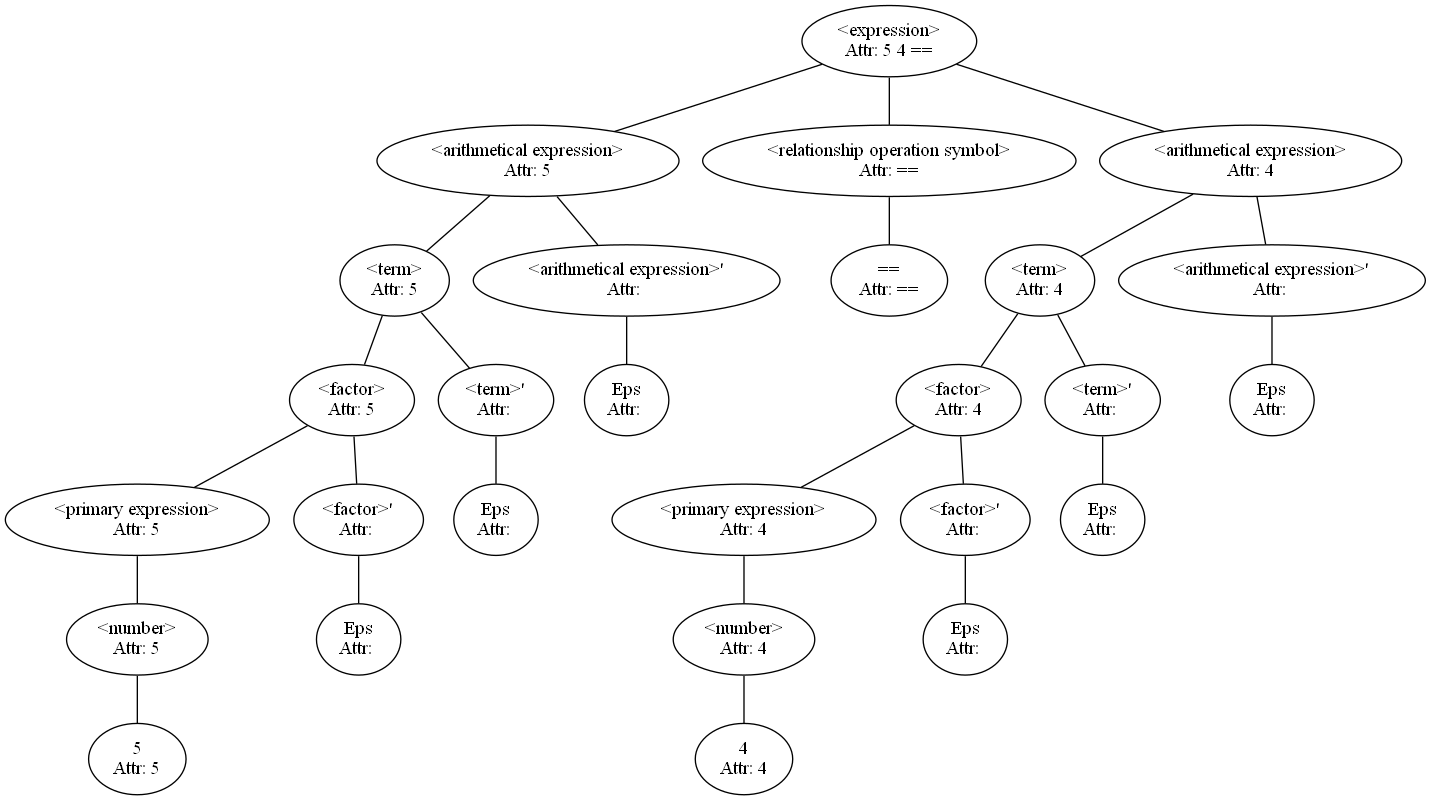 <expression>
Attr: 5 4 ==
<arithmetical expression>
Attr: 5
<relationship operation symbol>
Attr: ==
<arithmetical expression>
Attr: 4
<term>
Attr: 5
<arithmetical expression>'
Attr:
==
Attr: ==
<term>
Attr: 4
<arithmetical expression>'
Attr:
<factor>
Attr: 5
<term>'
Attr:
Eps
Attr:
<factor>
Attr: 4
<term>'
Attr:
Eps
Attr:
<primary expression>
Attr: 5
<factor>'
Attr:
Eps
Attr:
<primary expression>
Attr: 4
<factor>'
Attr:
Eps
Attr:
<number>
Attr: 5
Eps
Attr:
<number>
Attr: 4
Eps
Attr:
5
Attr: 5
4
Attr: 4